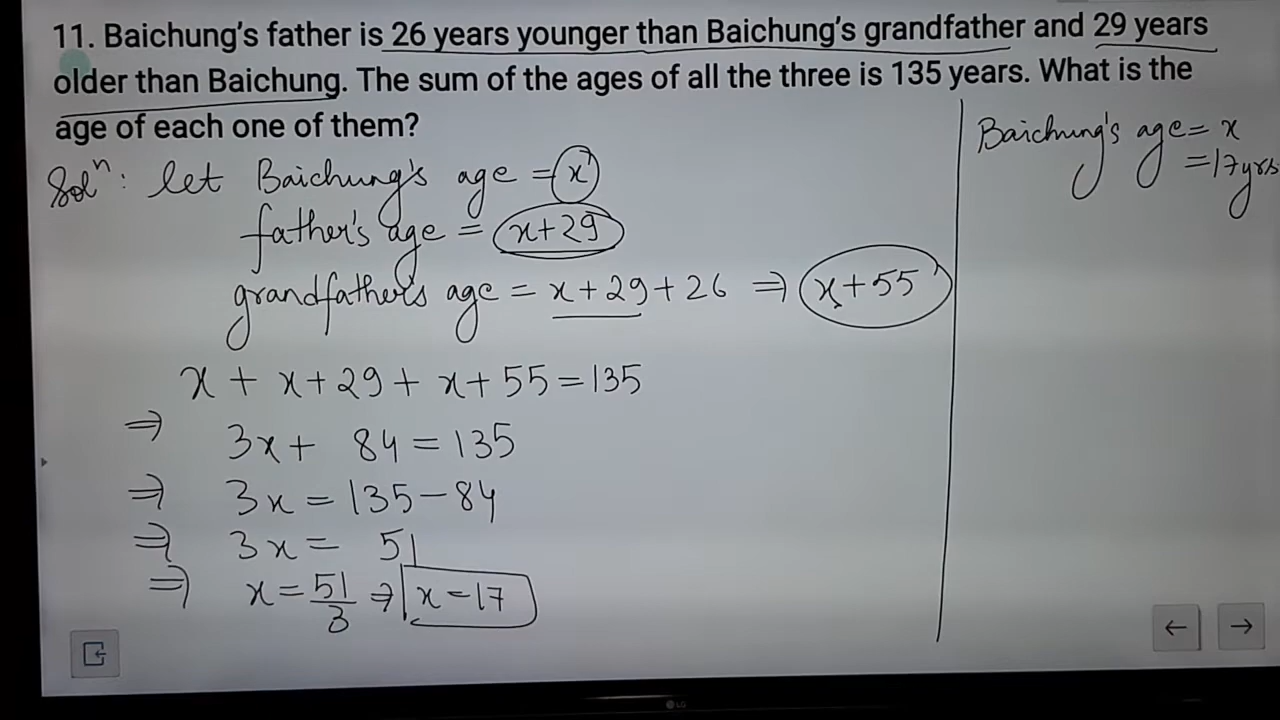 11. Baichung's father is 26 years younger than Baichung's grandfather and 29 years
older than Baichung. The sum of the ages of all the three is 135 years. What is the
age of each one of them?
Solⁿ: let Baichung's age = x
father's age = x+29
grandfather's age = x+29+26 ⇒ x+55
x + x+29 + x+55 = 135
⇒ 3x + 84 = 135
⇒ 3x = 135-84
⇒ 3x = 51
⇒ x = 51/3 ⇒ x=17
Baichung's age = x
= 17yrs
← →
LG